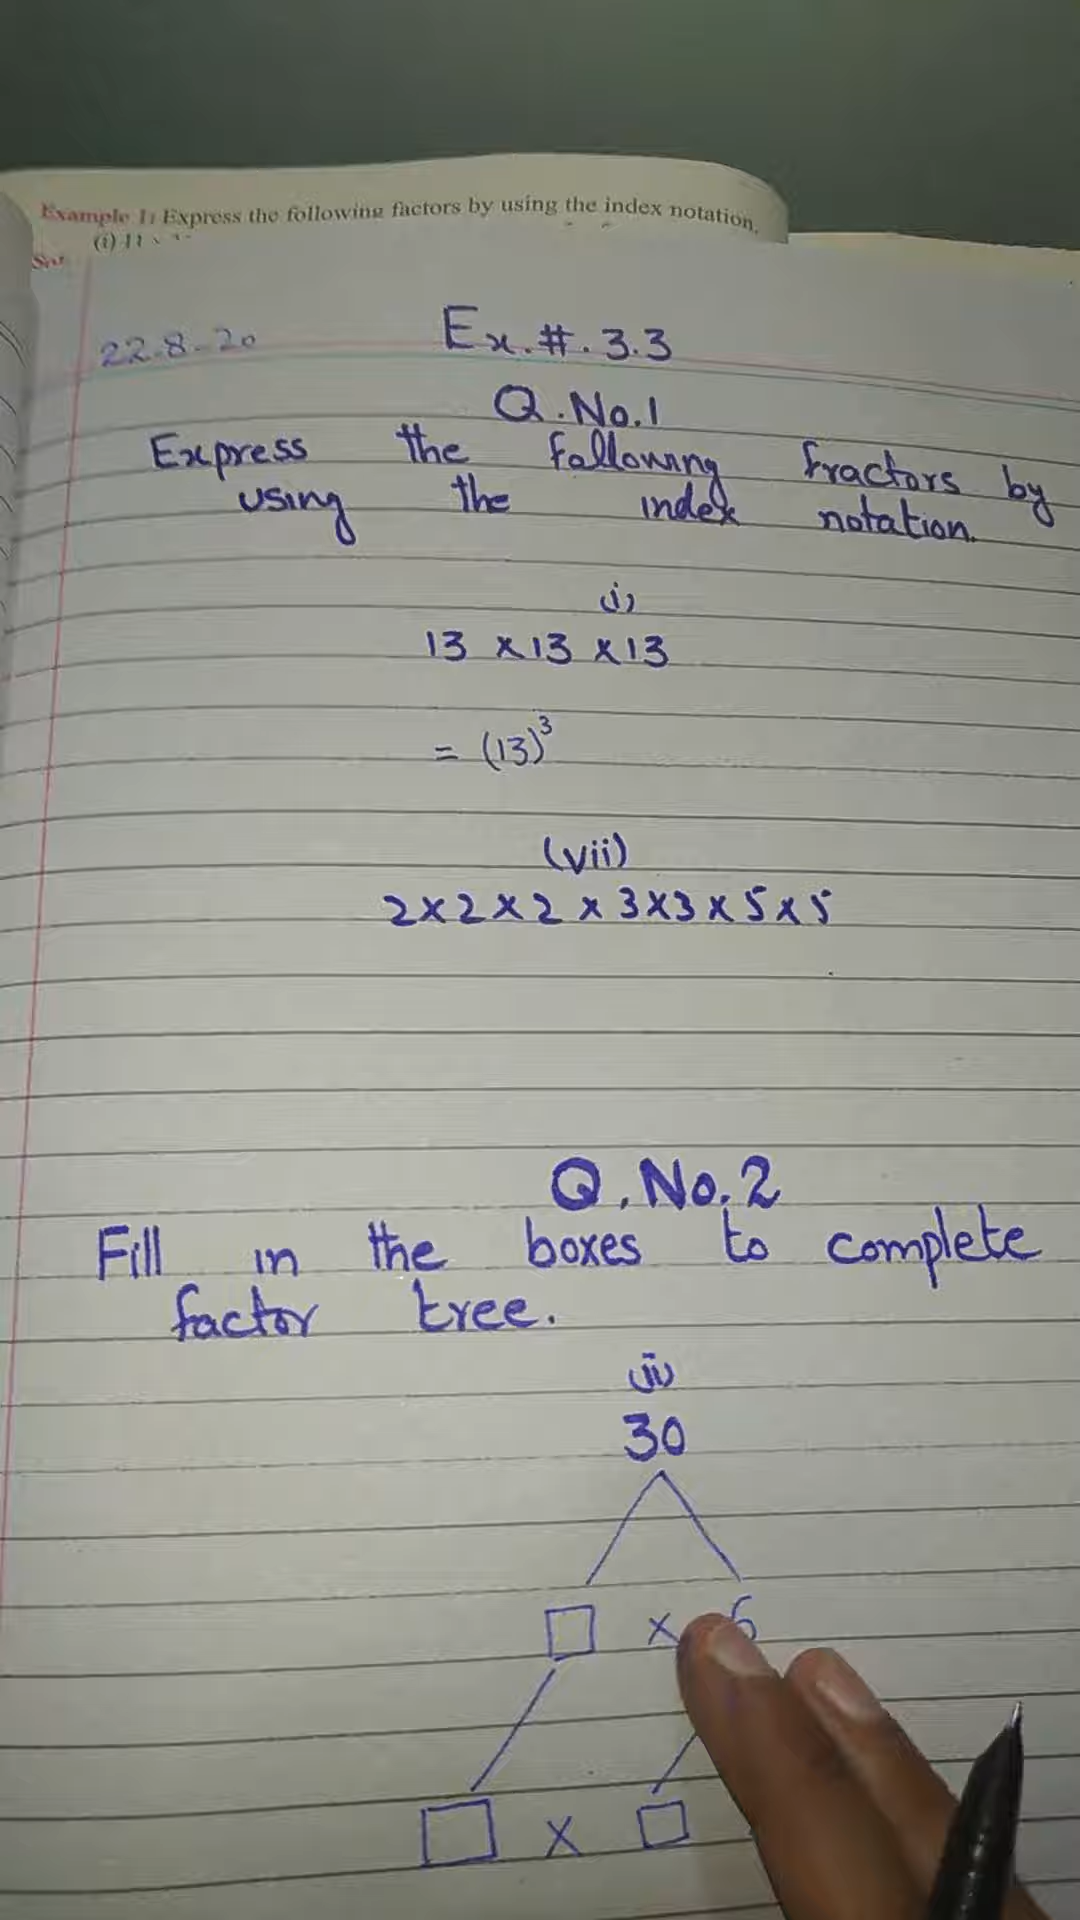 Example 1: Express the following factors by using the index notation.
(i) 11 ×
22-8-20
Ex.#.3.3
Q.No.1
Express the following fractors by
using the index notation.
(i)
13 × 13 × 13
= (13)³
(vii)
2×2×2×3×3×5×5
Q.No.2
Fill in the boxes to complete
factor tree.
(ii)
30
□ × 6
□ × □